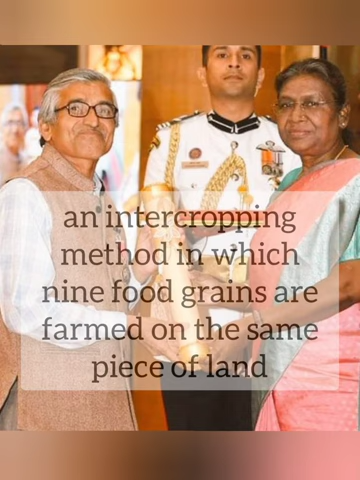 an intercropping
method in which
nine food grains are
farmed on the same
piece of land